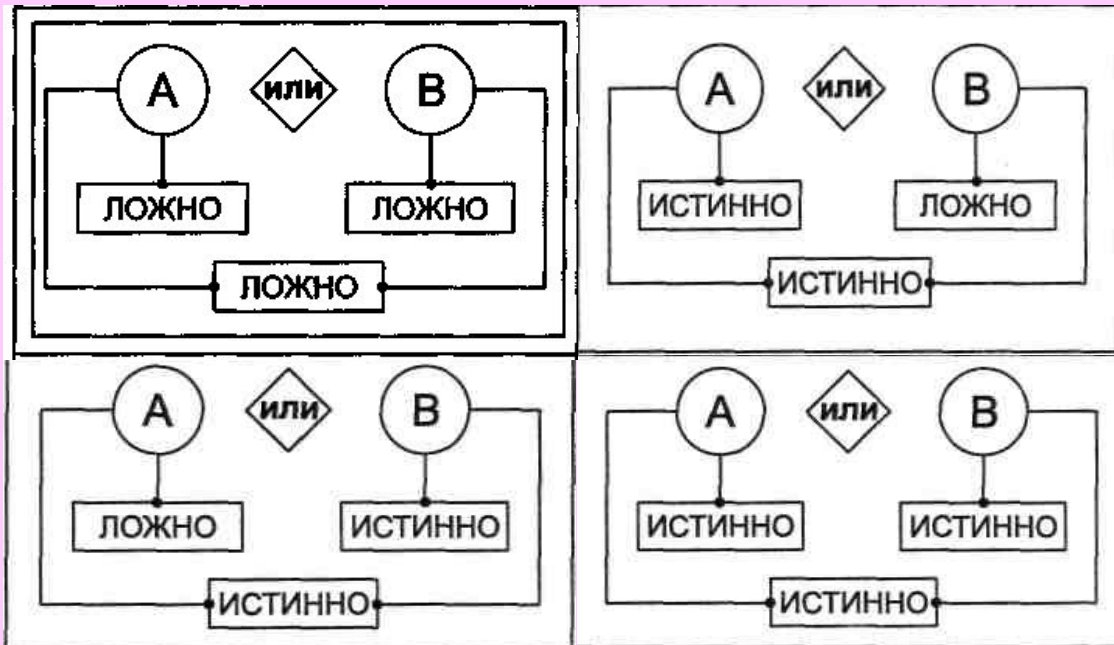 А или В
ЛОЖНО ЛОЖНО
ЛОЖНО
А или В
ИСТИННО ЛОЖНО
ИСТИННО
А или В
ЛОЖНО ИСТИННО
ИСТИННО
А или В
ИСТИННО ИСТИННО
ИСТИННО